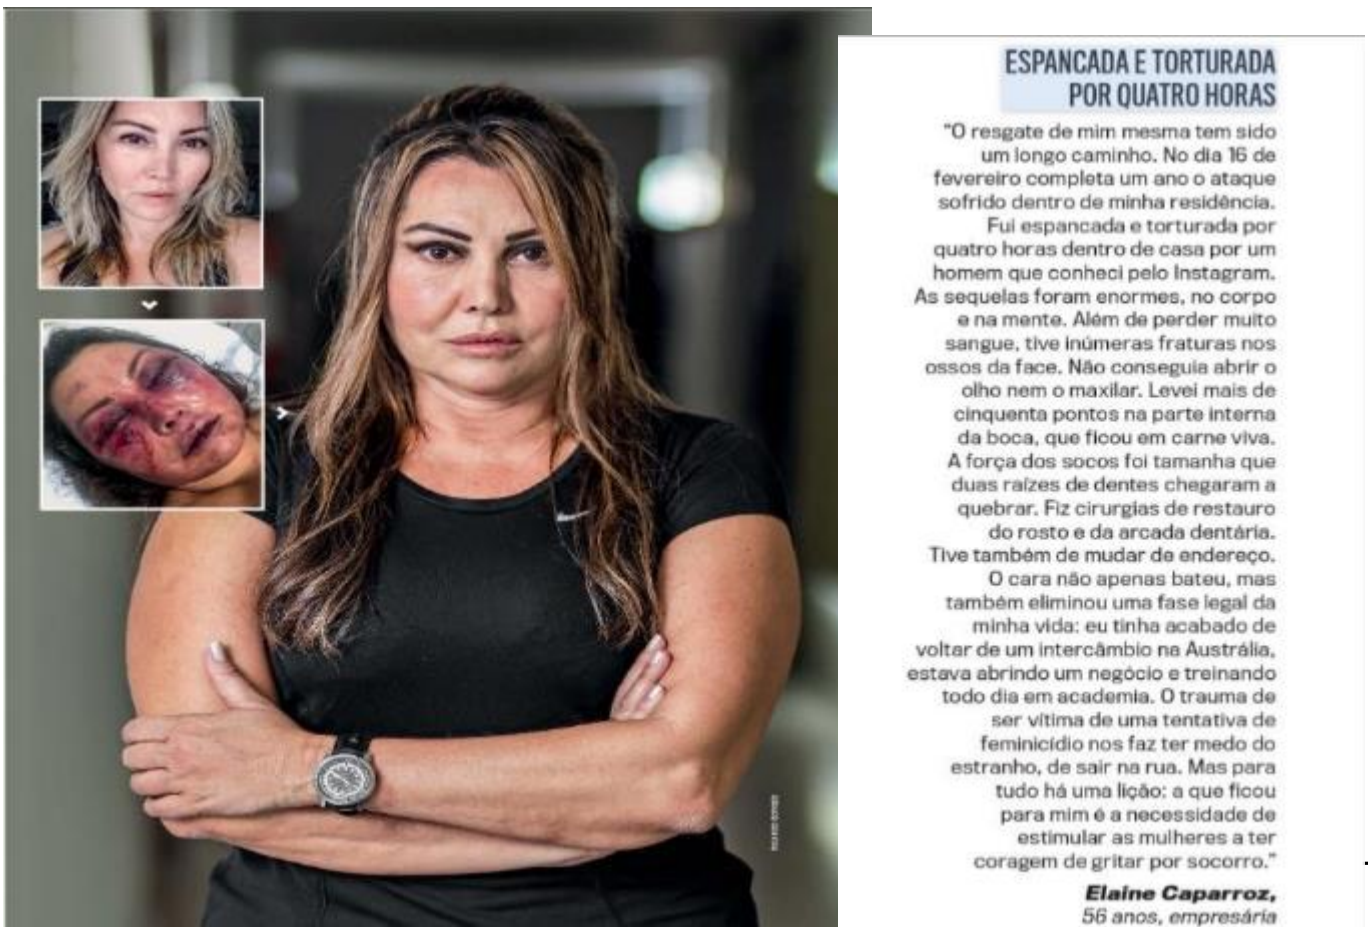 ESPANCADA E TORTURADA
POR QUATRO HORAS
"O resgate de mim mesma tem sido
um longo caminho. No dia 16 de
fevereiro completa um ano o ataque
sofrido dentro de minha residência.
Fui espancada e torturada por
quatro horas dentro de casa por um
homem que conheci pelo Instagram.
As sequelas foram enormes, no corpo
e na mente. Além de perder muito
sangue, tive inúmeras fraturas nos
ossos da face. Não conseguia abrir o
olho nem o maxilar. Levei mais de
cinquenta pontos na parte interna
da boca, que ficou em carne viva.
A força dos socos foi tamanha que
duas raízes de dentes chegaram a
quebrar. Fiz cirurgias de restauro
do rosto e da arcada dentária.
Tive também de mudar de endereço.
O cara não apenas bateu, mas
também eliminou uma fase legal da
minha vida: eu tinha acabado de
voltar de um intercâmbio na Austrália,
estava abrindo um negócio e treinando
todo dia em academia. O trauma de
ser vítima de uma tentativa de
feminicídio nos faz ter medo do
estranho, de sair na rua. Mas para
tudo há uma lição: a que ficou
para mim é a necessidade de
estimular as mulheres a ter
coragem de gritar por socorro."
Elaine Caparroz,
56 anos, empresária